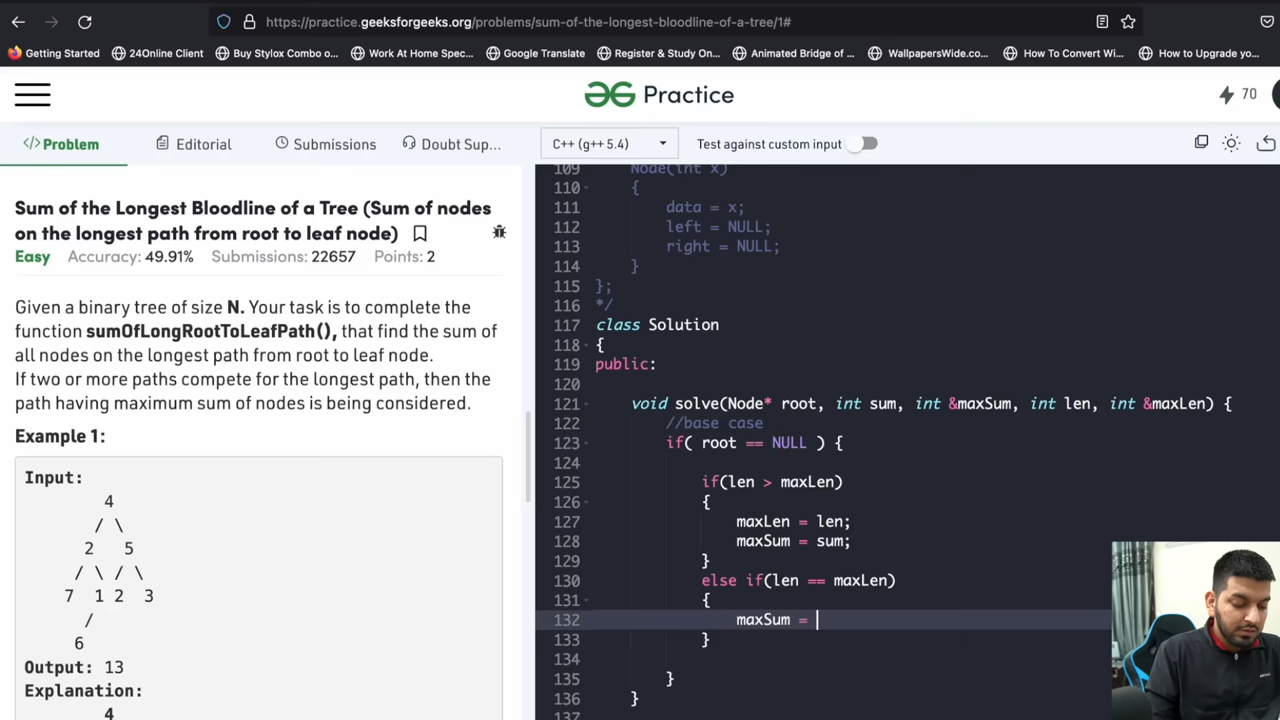 https://practice.geeksforgeeks.org/problems/sum-of-the-longest-bloodline-of-a-tree/1#
Getting Started 24Online Client Buy Stylox Combo o... Work At Home Spec... Google Translate Register & Study On... Animated Bridge of ... WallpapersWide.co... How To Convert Wi... How to Upgrade yo...
Practice
70
</>Problem Editorial Submissions Doubt Sup...
C++ (g++ 5.4) Test against custom input
Sum of the Longest Bloodline of a Tree (Sum of nodes
on the longest path from root to leaf node)
Easy Accuracy: 49.91% Submissions: 22657 Points: 2
Given a binary tree of size N. Your task is to complete the
function sumOfLongRootToLeafPath(), that find the sum of
all nodes on the longest path from root to leaf node.
If two or more paths compete for the longest path, then the
path having maximum sum of nodes is being considered.
Example 1:
Input:
4
/ \
2 5
/ \ / \
7 1 2 3
/
6
Output: 13
Explanation:
4
109 Node(int x)
110 {
111 data = x;
112 left = NULL;
113 right = NULL;
114 }
115 };
116 */
117 class Solution
118 {
119 public:
120
121 void solve(Node* root, int sum, int &maxSum, int len, int &maxLen) {
122 //base case
123 if( root == NULL ) {
124
125 if(len > maxLen)
126 {
127 maxLen = len;
128 maxSum = sum;
129 }
130 else if(len == maxLen)
131 {
132 maxSum =
133 }
134
135 }
136 }
137